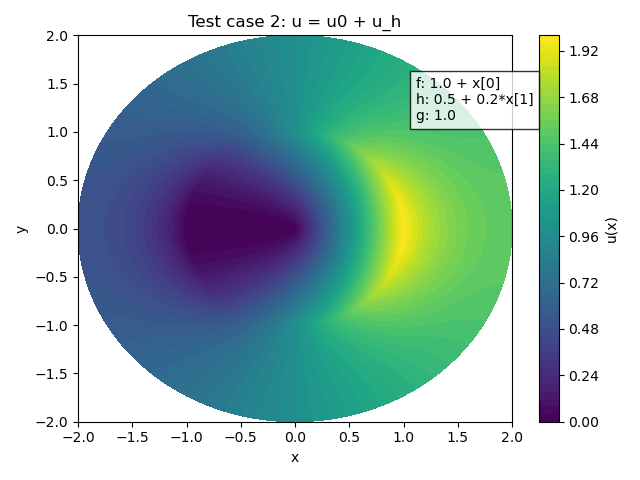 Test case 2: u = u0 + u_h
f: 1.0 + x[0]
h: 0.5 + 0.2*x[1]
g: 1.0
y
2.0
1.5
1.0
0.5
0.0
−0.5
−1.0
−1.5
−2.0
−2.0 −1.5 −1.0 −0.5 0.0 0.5 1.0 1.5 2.0
x
1.92
1.68
1.44
1.20
0.96
0.72
0.48
0.24
0.00
u(x)